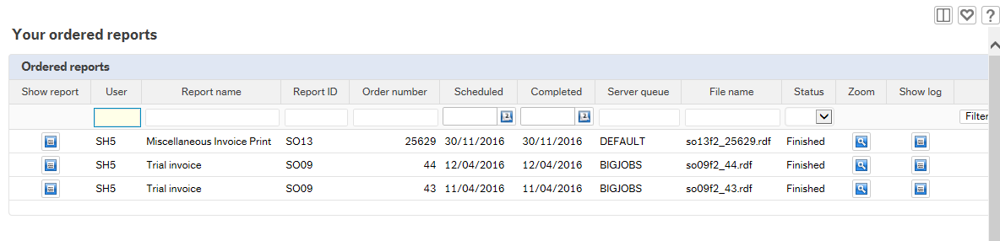 ?
Your ordered reports
Ordered reports
Show report User Report name Report ID Order number Scheduled Completed Server queue File name Status Zoom Show log
Filter
SH5 Miscellaneous Invoice Print SO13 25629 30/11/2016 30/11/2016 DEFAULT so13f2_25629.rdf Finished
SH5 Trial invoice SO09 44 12/04/2016 12/04/2016 BIGJOBS so09f2_44.rdf Finished
SH5 Trial invoice SO09 43 11/04/2016 11/04/2016 BIGJOBS so09f2_43.rdf Finished